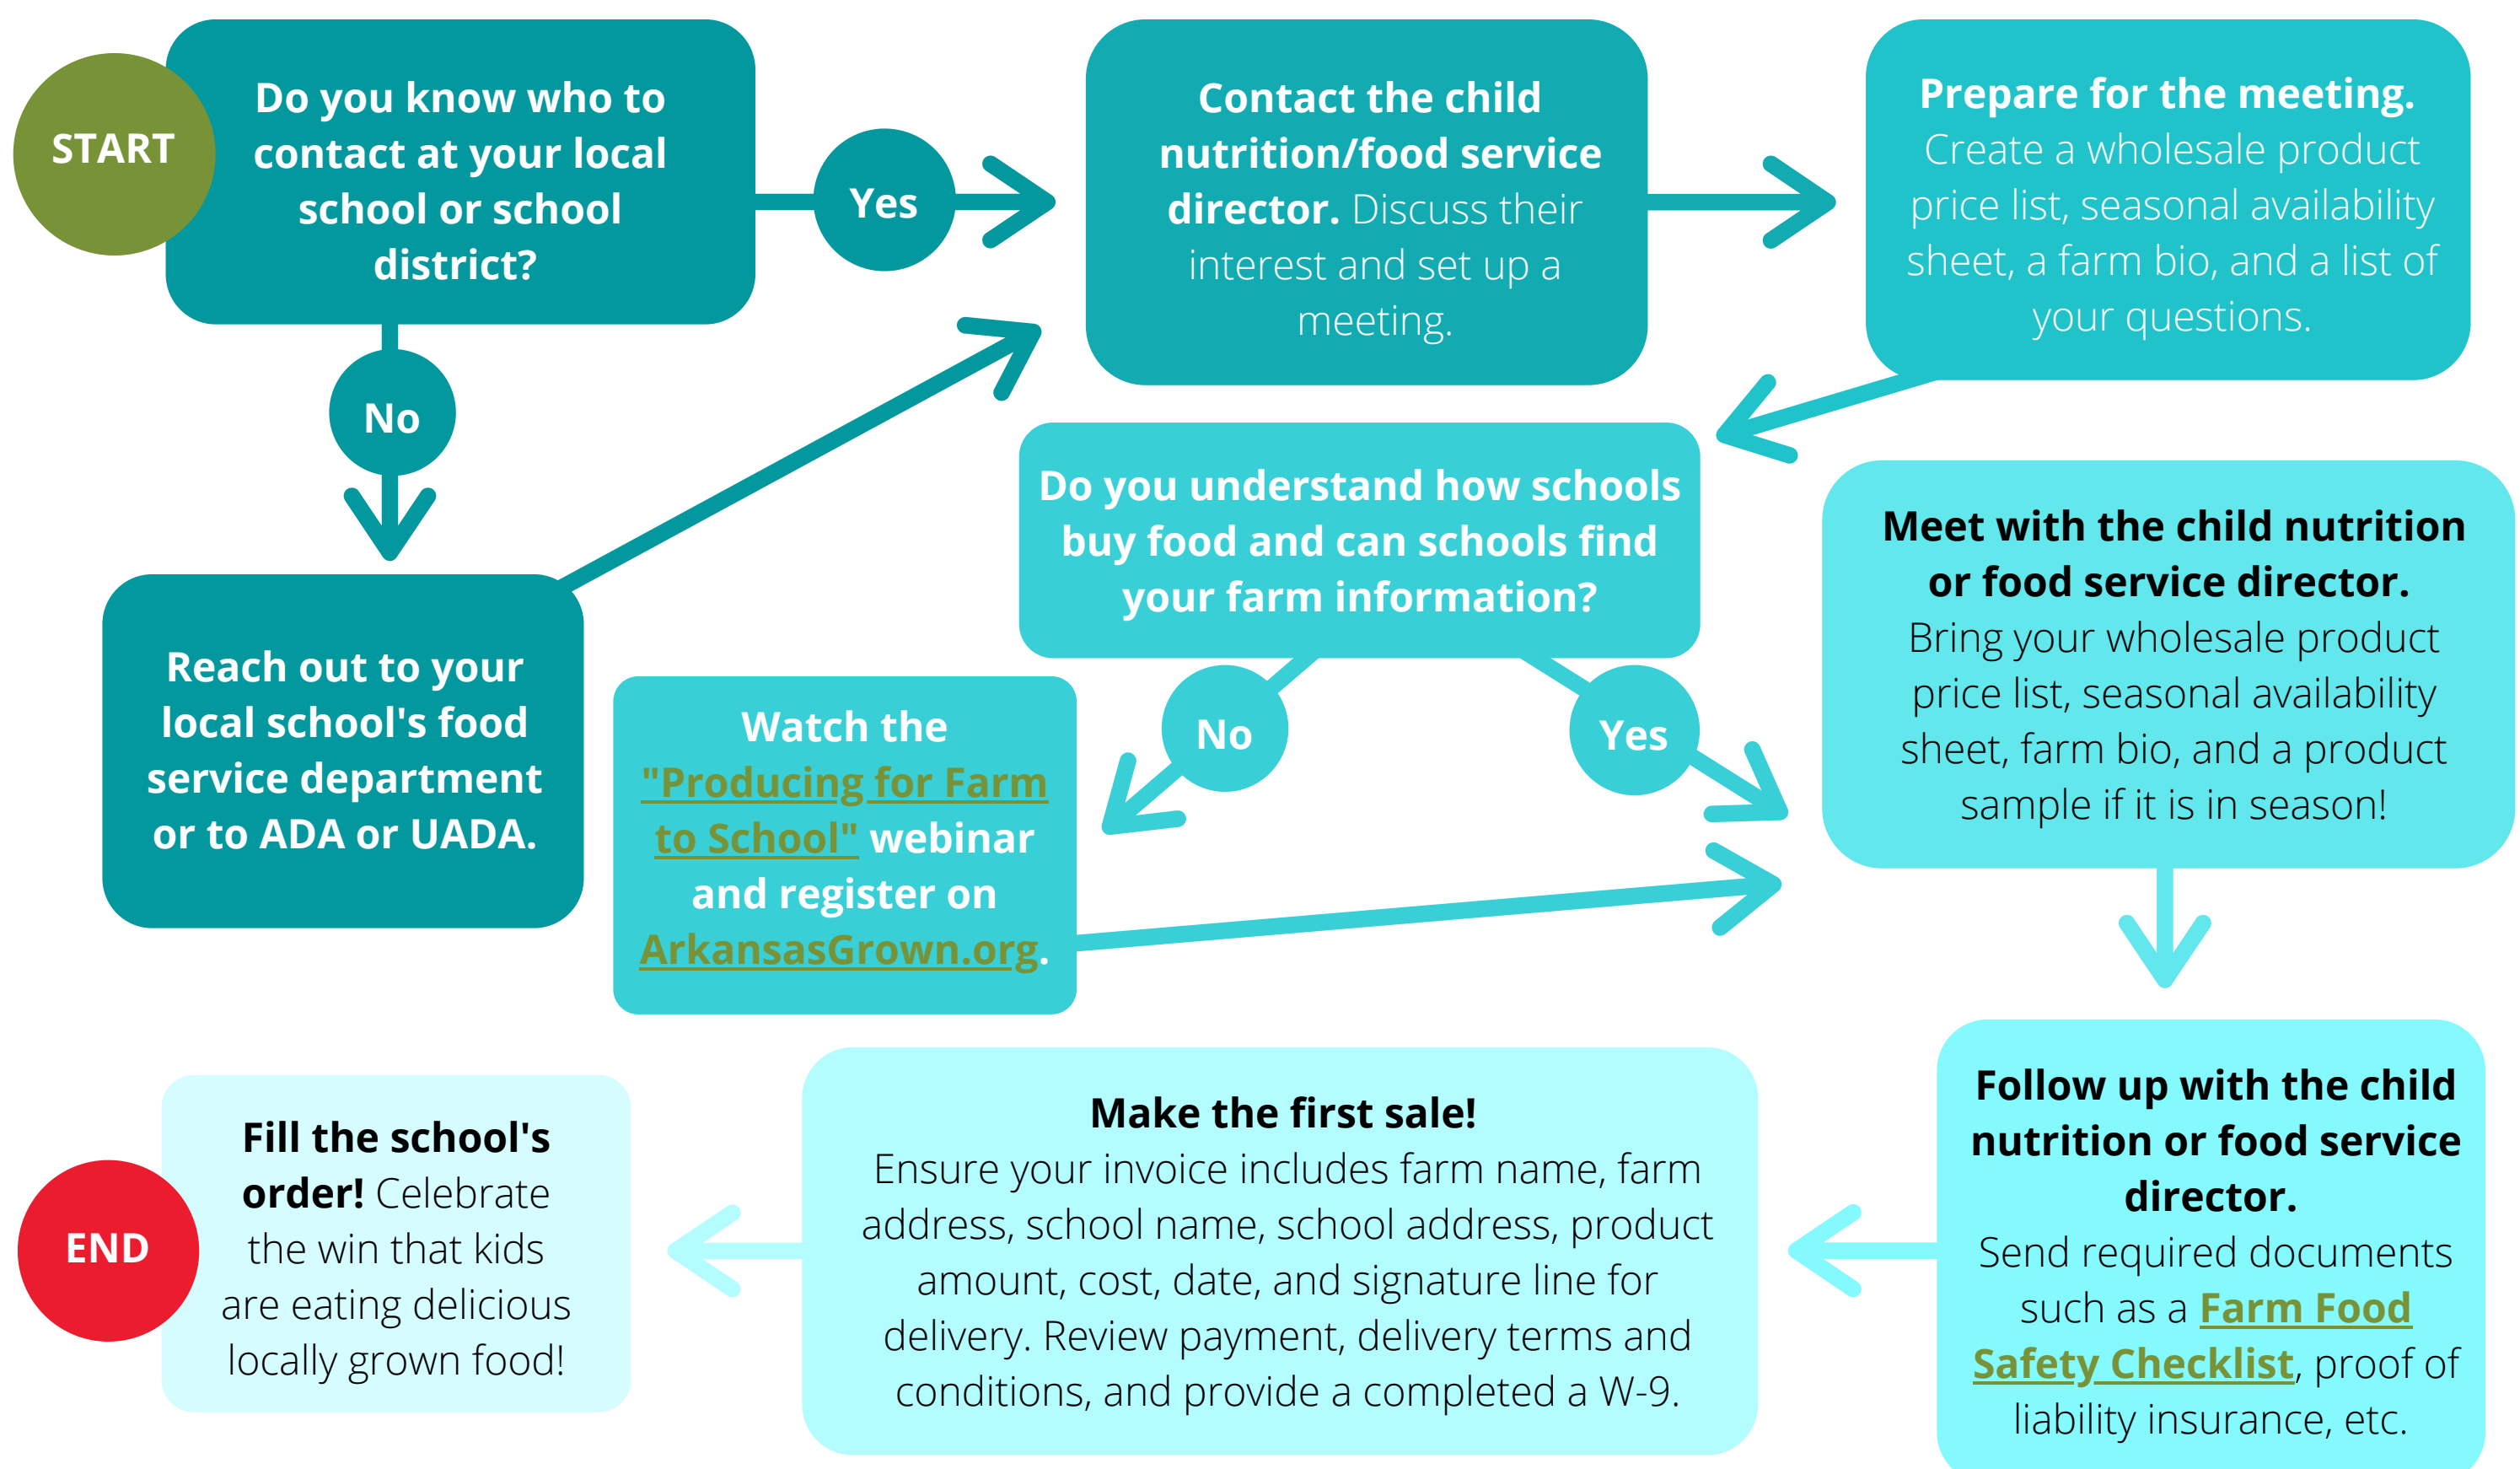 START
Do you know who to
contact at your local
school or school
district?
Yes
Contact the child
nutrition/food service
director. Discuss their
interest and set up a
meeting.
Prepare for the meeting.
Create a wholesale product
price list, seasonal availability
sheet, a farm bio, and a list of
your questions.
No
Reach out to your
local school's food
service department
or to ADA or UADA.
Do you understand how schools
buy food and can schools find
your farm information?
No
Yes
Watch the
"Producing for Farm
to School" webinar
and register on
ArkansasGrown.org.
Meet with the child nutrition
or food service director.
Bring your wholesale product
price list, seasonal availability
sheet, farm bio, and a product
sample if it is in season!
Follow up with the child
nutrition or food service
director.
Send required documents
such as a Farm Food
Safety Checklist, proof of
liability insurance, etc.
Make the first sale!
Ensure your invoice includes farm name, farm
address, school name, school address, product
amount, cost, date, and signature line for
delivery. Review payment, delivery terms and
conditions, and provide a completed a W-9.
Fill the school's
order! Celebrate
the win that kids
are eating delicious
locally grown food!
END